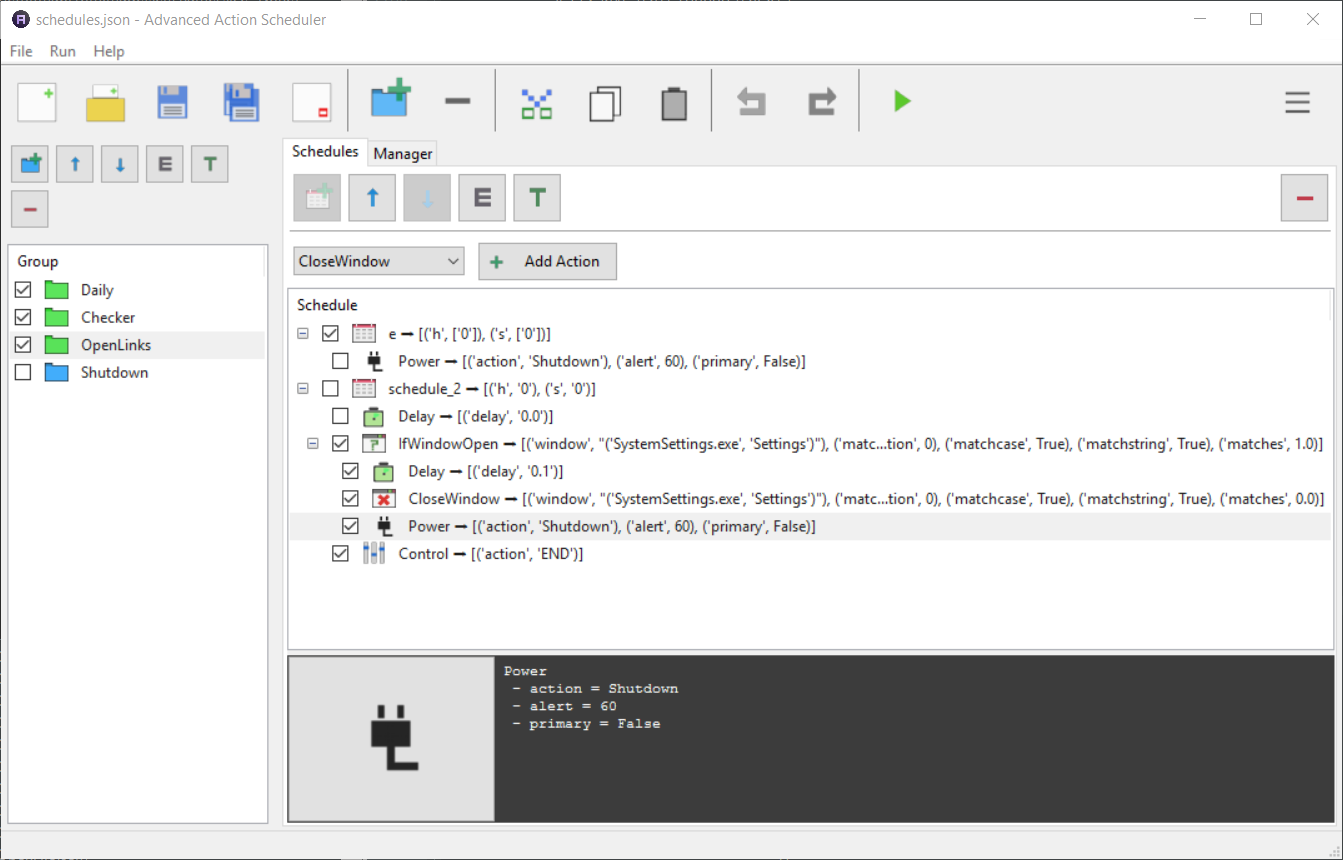 schedules.json - Advanced Action Scheduler
File Run Help
E T
Schedules Manager
E T
CloseWindow Add Action
Group
Daily
Checker
OpenLinks
Shutdown
Schedule
e → [('h', ['0']), ('s', ['0'])]
Power → [('action', 'Shutdown'), ('alert', 60), ('primary', False)]
schedule_2 → [('h', '0'), ('s', '0')]
Delay → [('delay', '0.0')]
IfWindowOpen → [('window', "('SystemSettings.exe', 'Settings')"), ('matc...tion', 0), ('matchcase', True), ('matchstring', True), ('matches', 1.0)]
Delay → [('delay', '0.1')]
CloseWindow → [('window', "('SystemSettings.exe', 'Settings')"), ('matc...tion', 0), ('matchcase', True), ('matchstring', True), ('matches', 0.0)]
Power → [('action', 'Shutdown'), ('alert', 60), ('primary', False)]
Control → [('action', 'END')]
Power
- action = Shutdown
- alert = 60
- primary = False